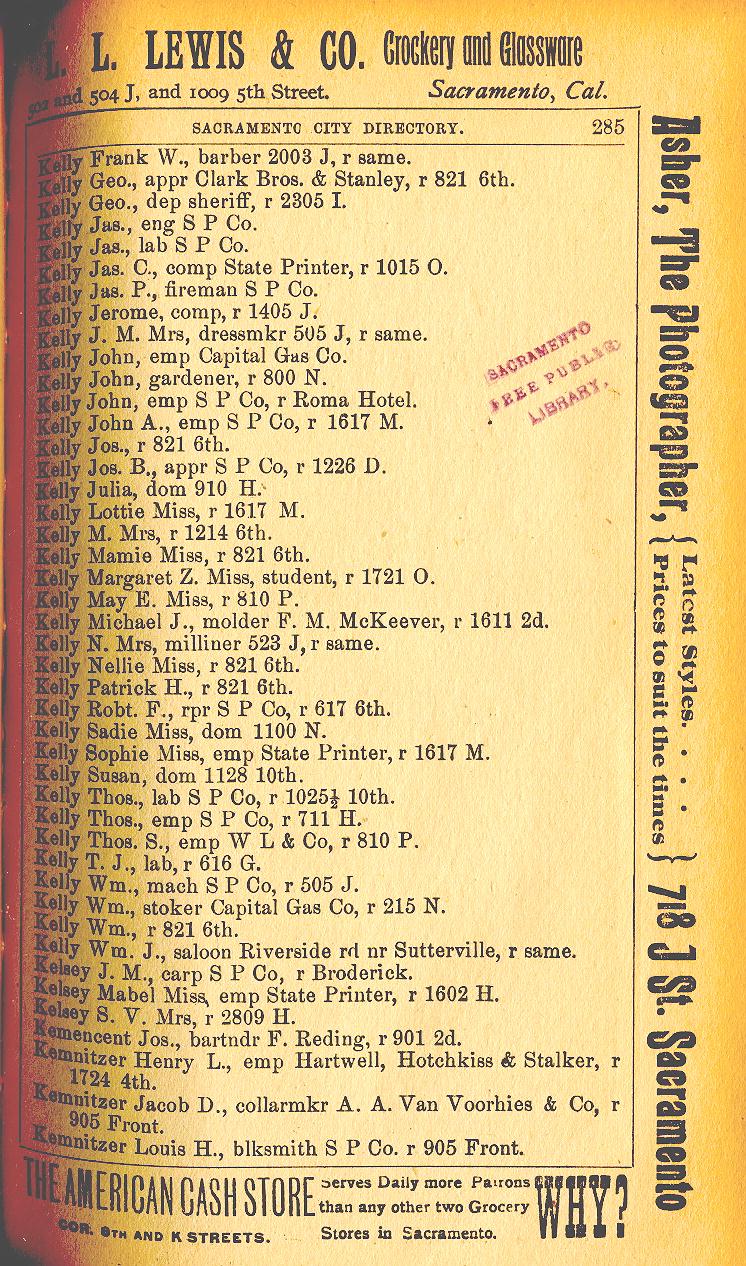 L. L. LEWIS & CO. Crockery and Glassware
502 and 504 J, and 1009 5th Street. Sacramento, Cal.
SACRAMENTO CITY DIRECTORY. 285
Kelly Frank W., barber 2003 J, r same.
Kelly Geo., appr Clark Bros. & Stanley, r 821 6th.
Kelly Geo., dep sheriff, r 2305 I.
Kelly Jas., eng S P Co.
Kelly Jas., lab S P Co.
Kelly Jas. C., comp State Printer, r 1015 O.
Kelly Jas. P., fireman S P Co.
Kelly Jerome, comp, r 1405 J.
Kelly J. M. Mrs, dressmkr 505 J, r same.
Kelly John, emp Capital Gas Co.
Kelly John, gardener, r 800 N.
Kelly John, emp S P Co, r Roma Hotel.
Kelly John A., emp S P Co, r 1617 M.
Kelly Jos., r 821 6th.
Kelly Jos. B., appr S P Co, r 1226 D.
Kelly Julia, dom 910 H.
Kelly Lottie Miss, r 1617 M.
Kelly M. Mrs, r 1214 6th.
Kelly Mamie Miss, r 821 6th.
Kelly Margaret Z. Miss, student, r 1721 O.
Kelly May E. Miss, r 810 P.
Kelly Michael J., molder F. M. McKeever, r 1611 2d.
Kelly N. Mrs, milliner 523 J, r same.
Kelly Nellie Miss, r 821 6th.
Kelly Patrick H., r 821 6th.
Kelly Robt. F., rpr S P Co, r 617 6th.
Kelly Sadie Miss, dom 1100 N.
Kelly Sophie Miss, emp State Printer, r 1617 M.
Kelly Susan, dom 1128 10th.
Kelly Thos., lab S P Co, r 1025½ 10th.
Kelly Thos., emp S P Co, r 711 H.
Kelly Thos. S., emp W L & Co, r 810 P.
Kelly T. J., lab, r 616 G.
Kelly Wm., mach S P Co, r 505 J.
Kelly Wm., stoker Capital Gas Co, r 215 N.
Kelly Wm., r 821 6th.
Kelly Wm. J., saloon Riverside rd nr Sutterville, r same.
Kelsey J. M., carp S P Co, r Broderick.
Kelsey Mabel Miss, emp State Printer, r 1602 H.
Kelsey S. V. Mrs, r 2809 H.
Kemencent Jos., bartndr F. Reding, r 901 2d.
Kemnitzer Henry L., emp Hartwell, Hotchkiss & Stalker, r
1724 4th.
Kemnitzer Jacob D., collarmkr A. A. Van Voorhies & Co, r
905 Front.
Kemnitzer Louis H., blksmith S P Co. r 905 Front.
SACRAMENTO
FREE PUBLIC
LIBRARY.
Asher, The Photographer, { Latest Styles. . . .
Prices to suit the times } 718 J St. Sacramento
THE AMERICAN CASH STORE
COR. 8TH AND K STREETS.
Serves Daily more Patrons
than any other two Grocery
Stores in Sacramento.
WHY?